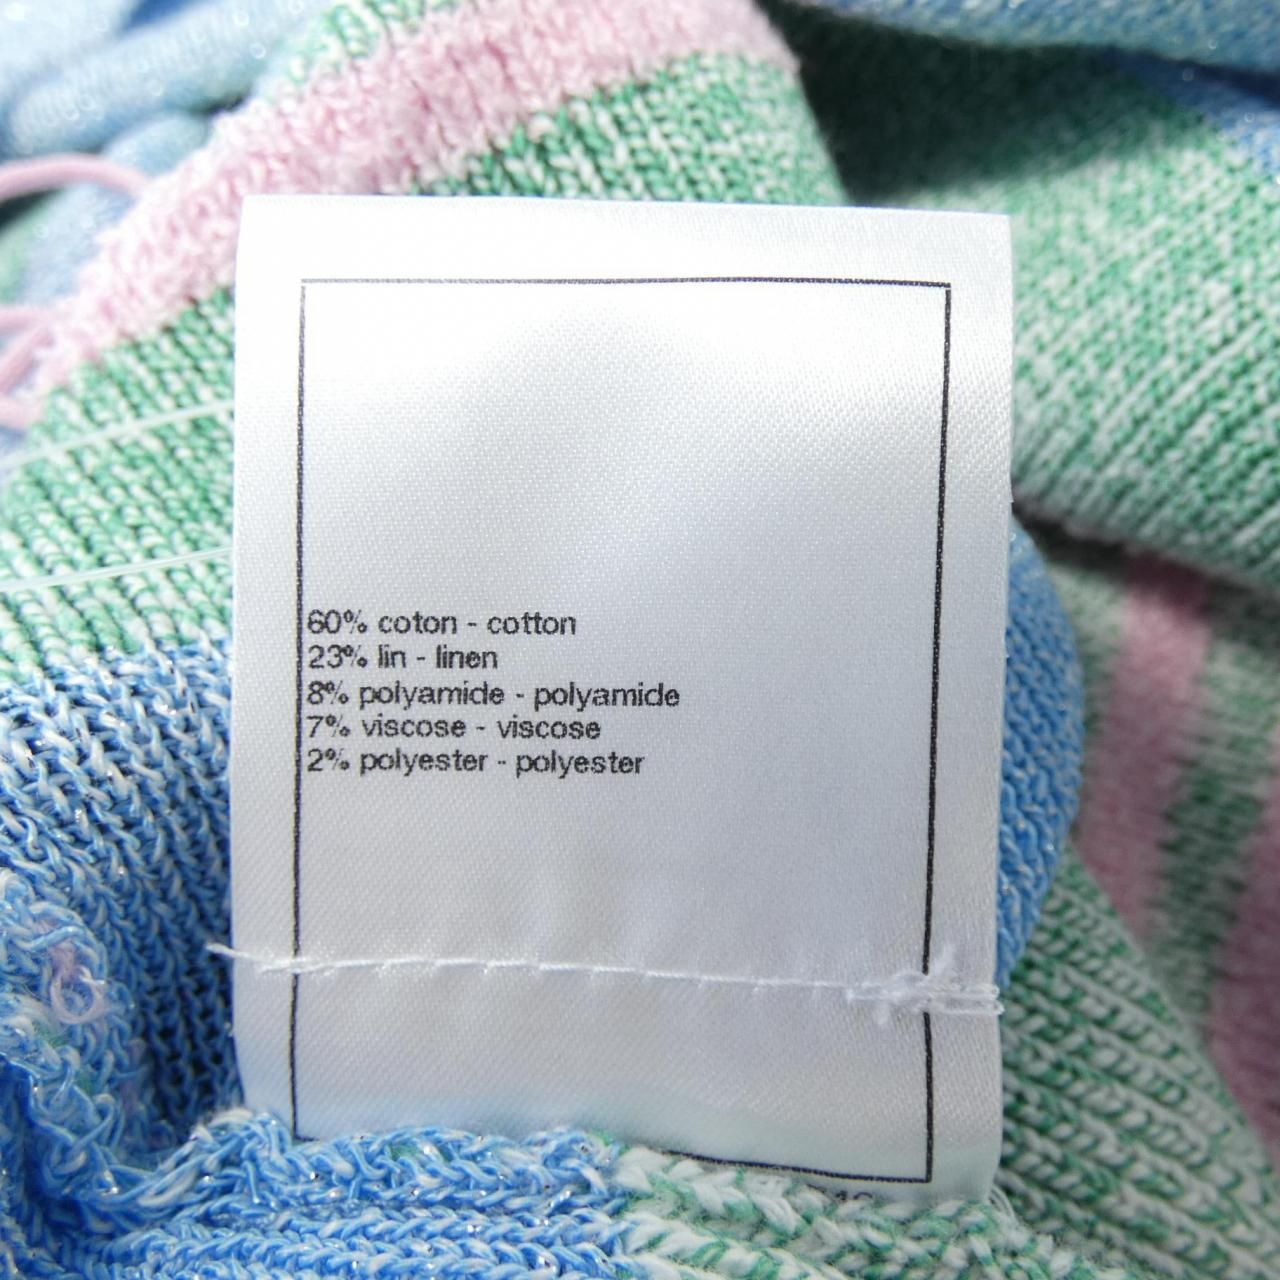 60% coton - cotton
23% lin - linen
8% polyamide - polyamide
7% viscose - viscose
2% polyester - polyester